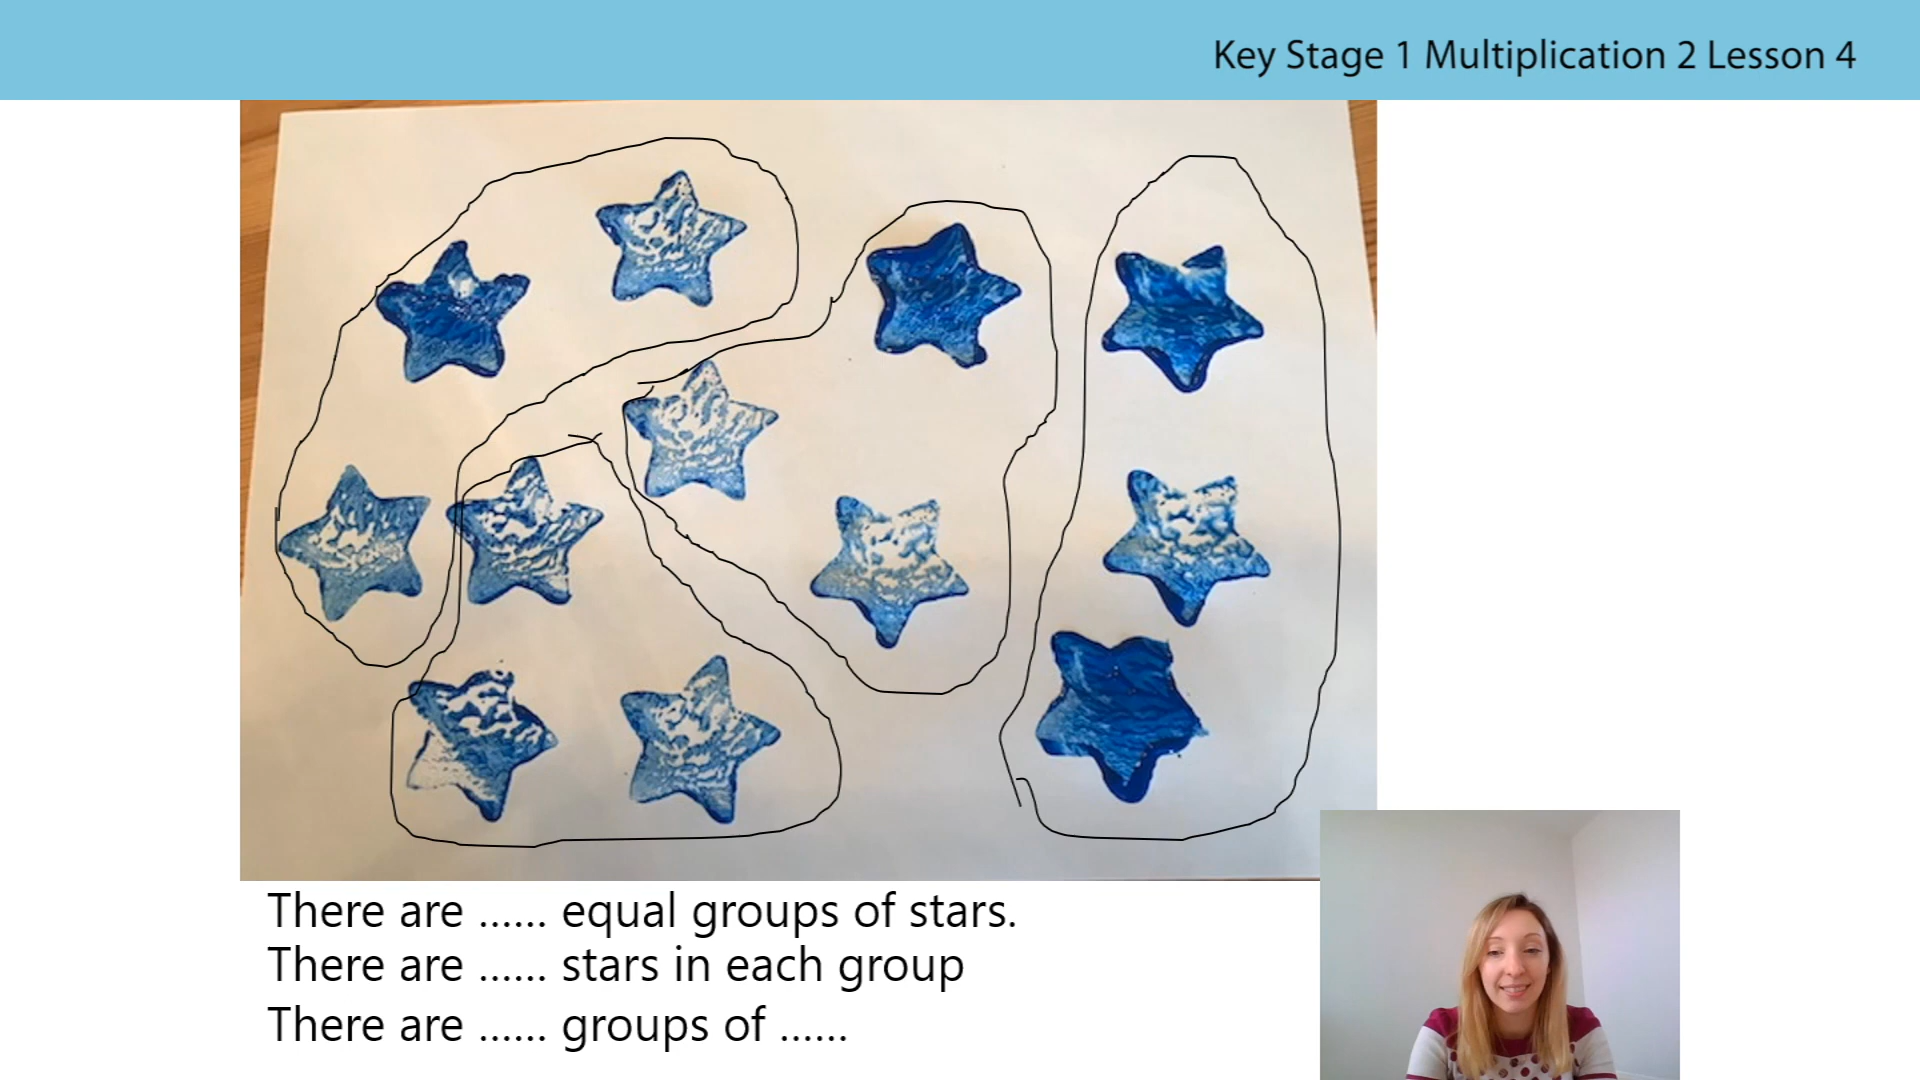 Key Stage 1 Multiplication 2 Lesson 4
There are ...... equal groups of stars.
There are ...... stars in each group
There are ...... groups of ......